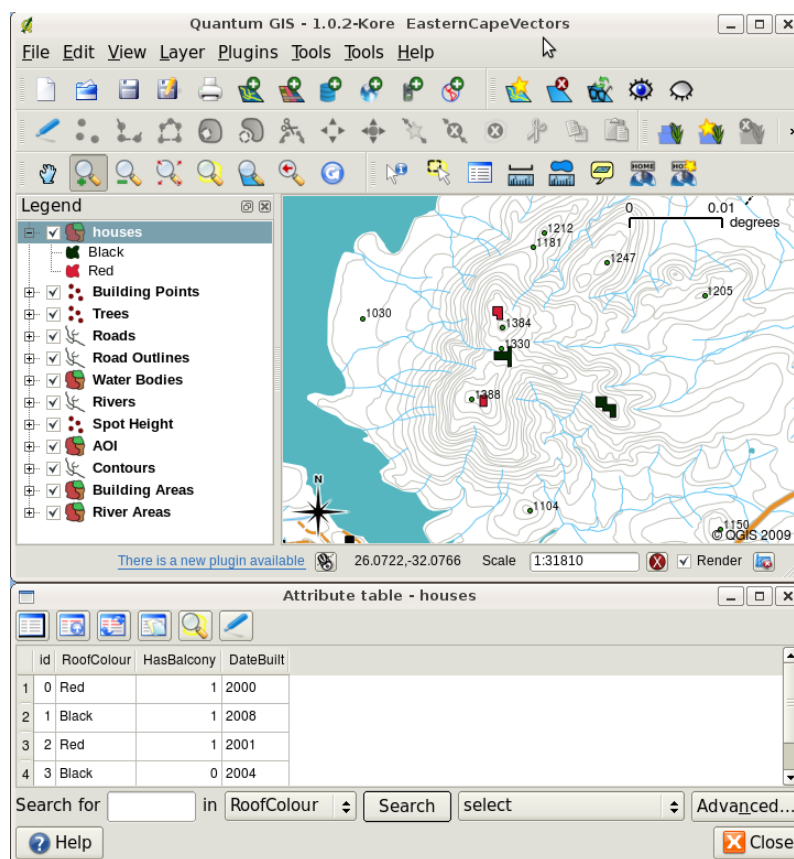 Quantum GIS - 1.0.2-Kore EasternCapeVectors
File Edit View Layer Plugins Tools Tools Help
HOME
Legend
houses
Black
Red
Building Points
Trees
Roads
Road Outlines
Water Bodies
Rivers
Spot Height
AOI
Contours
Building Areas
River Areas
0 0.01
degrees
1212
1181
1247
1205
1030
1384
1330
1388
1104
1150
N
© QGIS 2009
There is a new plugin available 26.0722,-32.0766 Scale 1:31810 Render
Attribute table - houses
id RoofColour HasBalcony DateBuilt
1 0 Red 1 2000
2 1 Black 1 2008
3 2 Red 1 2001
4 3 Black 0 2004
Search for in RoofColour Search select Advanced...
Help Close